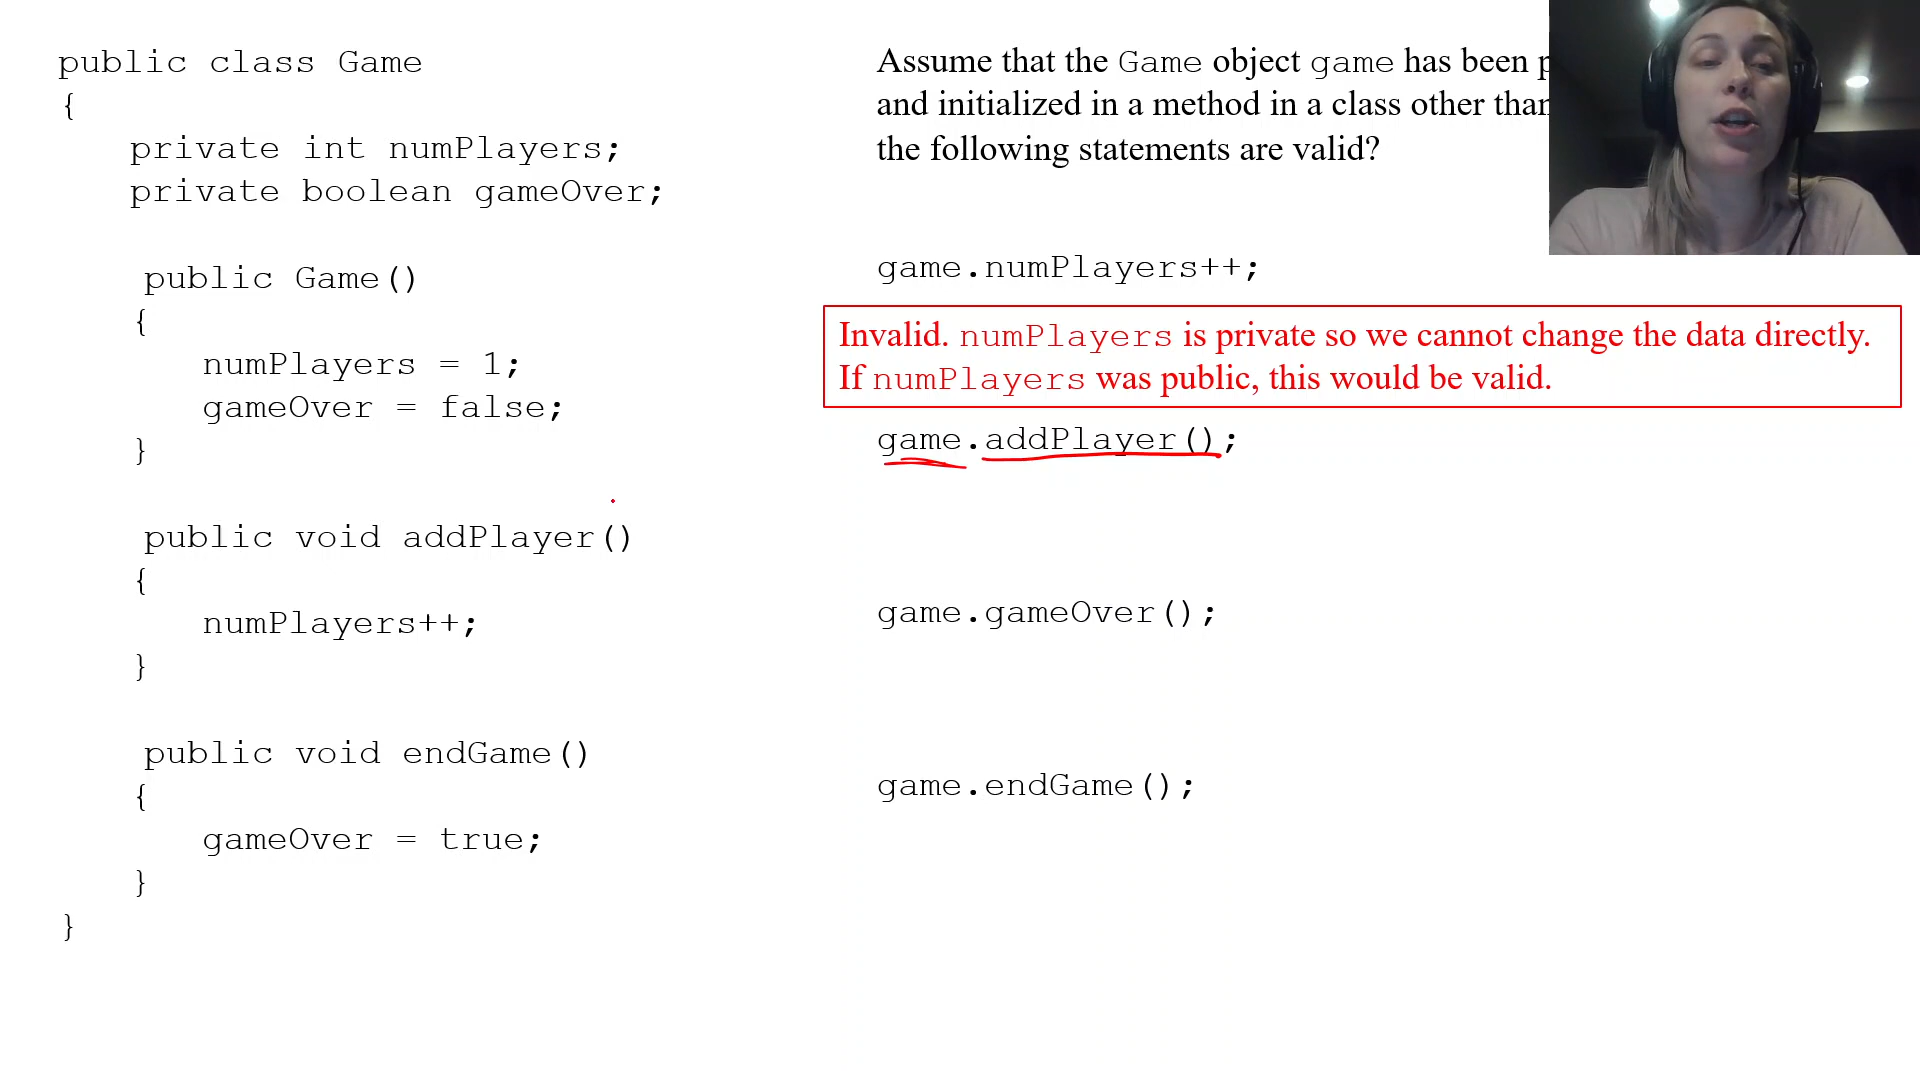 public class Game
{
private int numPlayers;
private boolean gameOver;
public Game()
{
numPlayers = 1;
gameOver = false;
}
public void addPlayer()
{
numPlayers++;
}
public void endGame()
{
gameOver = true;
}
}
Assume that the Game object game has been
and initialized in a method in a class other than
the following statements are valid?
game.numPlayers++;
Invalid. numPlayers is private so we cannot change the data directly.
If numPlayers was public, this would be valid.
game.addPlayer();
game.gameOver();
game.endGame();